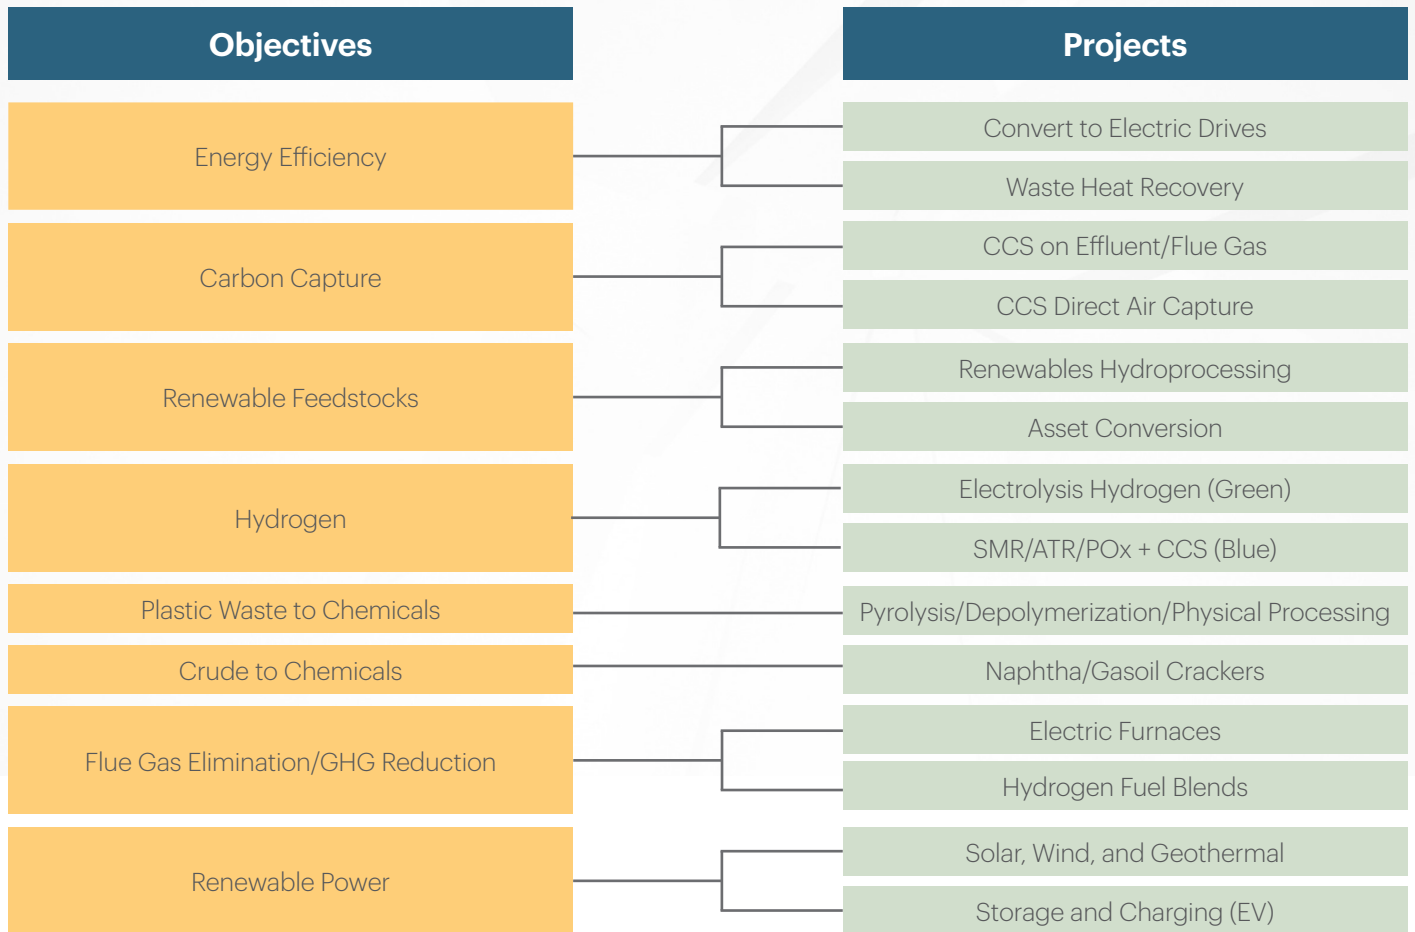 Objectives
Projects
Energy Efficiency
Convert to Electric Drives
Waste Heat Recovery
Carbon Capture
CCS on Effluent/Flue Gas
CCS Direct Air Capture
Renewable Feedstocks
Renewables Hydroprocessing
Asset Conversion
Hydrogen
Electrolysis Hydrogen (Green)
SMR/ATR/POx + CCS (Blue)
Plastic Waste to Chemicals
Pyrolysis/Depolymerization/Physical Processing
Crude to Chemicals
Naphtha/Gasoil Crackers
Flue Gas Elimination/GHG Reduction
Electric Furnaces
Hydrogen Fuel Blends
Renewable Power
Solar, Wind, and Geothermal
Storage and Charging (EV)